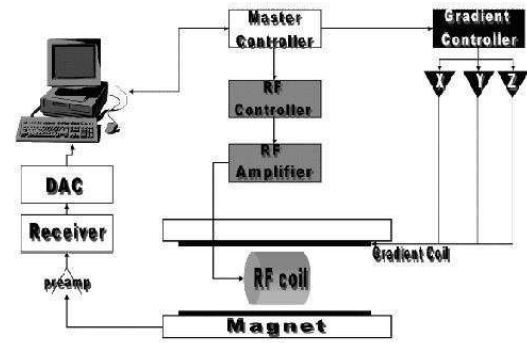 Master
Controller
Gradient
Controller
X Y Z
RF
Controller
RF
Amplifier
DAC
Receiver
preamp
Gradient Coil
RF coil
Magnet